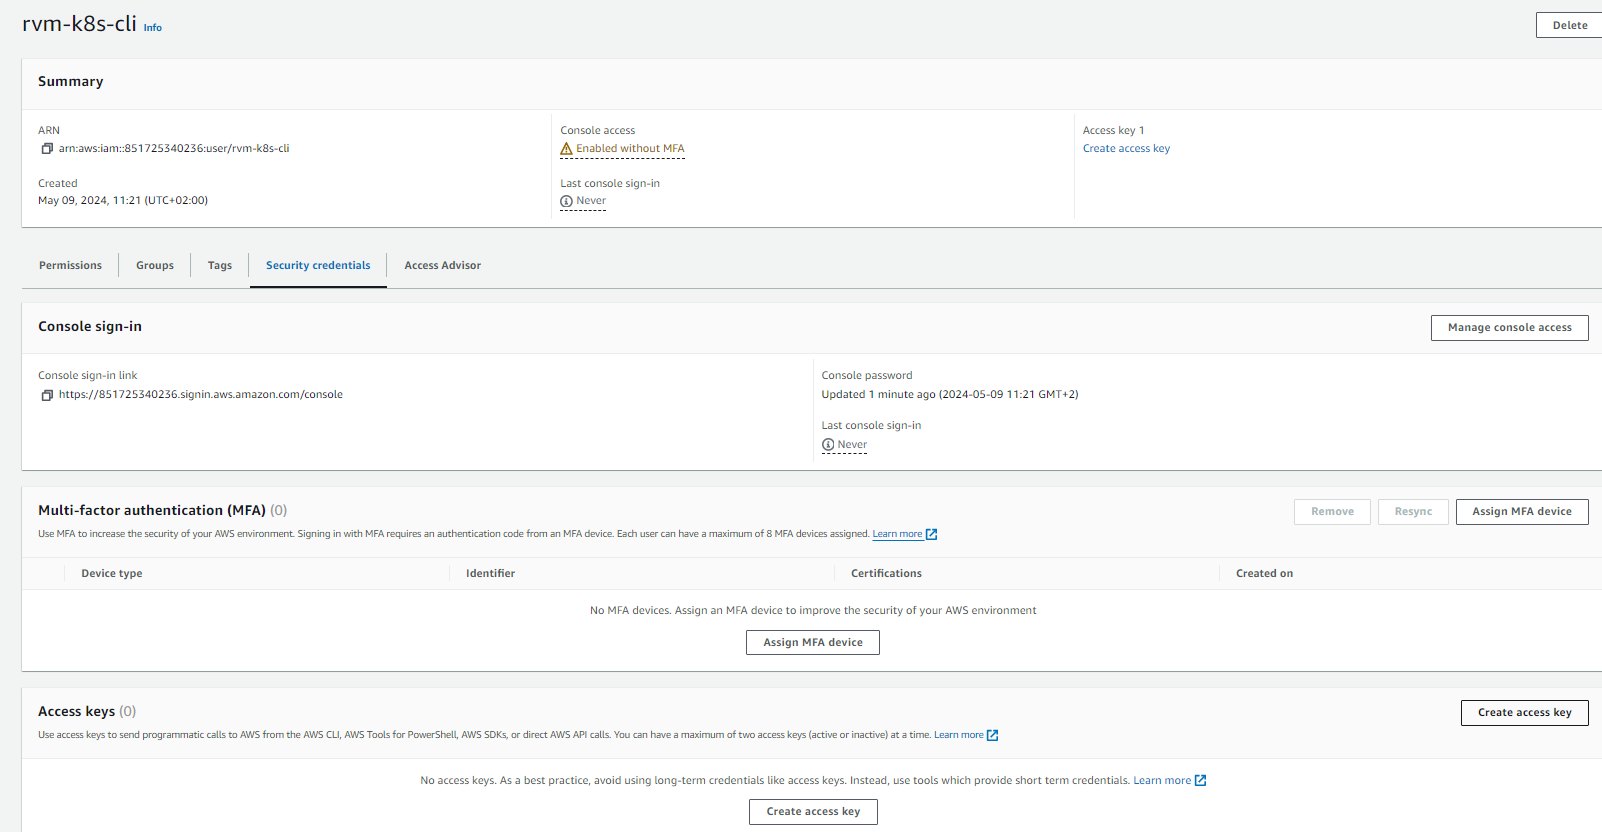 rvm-k8s-cli Info
Delete
Summary
ARN
arn:aws:iam::851725340236:user/rvm-k8s-cli
Created
May 09, 2024, 11:21 (UTC+02:00)
Console access
Enabled without MFA
Last console sign-in
Never
Access key 1
Create access key
Permissions
Groups
Tags
Security credentials
Access Advisor
Console sign-in
Manage console access
Console sign-in link
https://851725340236.signin.aws.amazon.com/console
Console password
Updated 1 minute ago (2024-05-09 11:21 GMT+2)
Last console sign-in
Never
Multi-factor authentication (MFA) (0)
Use MFA to increase the security of your AWS environment. Signing in with MFA requires an authentication code from an MFA device. Each user can have a maximum of 8 MFA devices assigned. Learn more
Remove
Resync
Assign MFA device
Device type
Identifier
Certifications
Created on
No MFA devices. Assign an MFA device to improve the security of your AWS environment
Assign MFA device
Access keys (0)
Use access keys to send programmatic calls to AWS from the AWS CLI, AWS Tools for PowerShell, AWS SDKs, or direct AWS API calls. You can have a maximum of two access keys (active or inactive) at a time. Learn more
Create access key
No access keys. As a best practice, avoid using long-term credentials like access keys. Instead, use tools which provide short term credentials. Learn more
Create access key